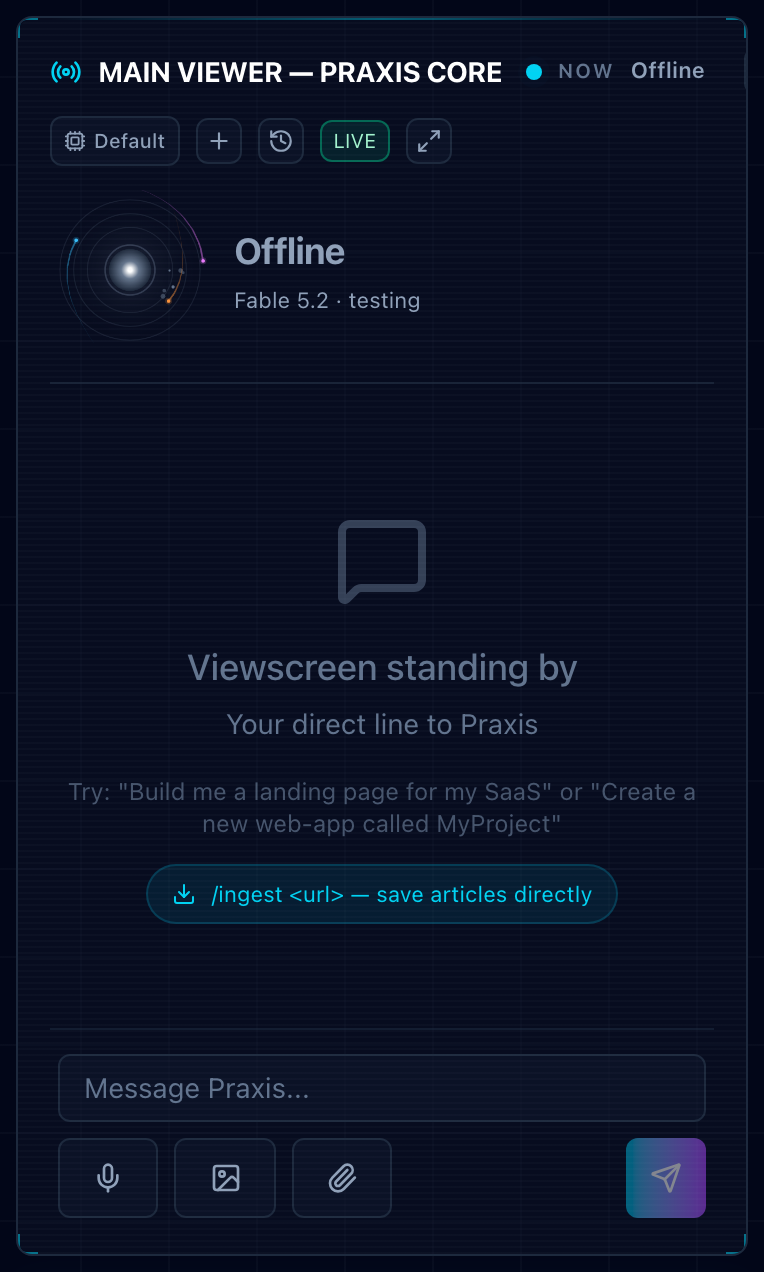 MAIN VIEWER — PRAXIS CORE NOW Offline
Default LIVE
Offline
Fable 5.2 · testing
Viewscreen standing by
Your direct line to Praxis
Try: "Build me a landing page for my SaaS" or "Create a
new web-app called MyProject"
/ingest <url> — save articles directly
Message Praxis...